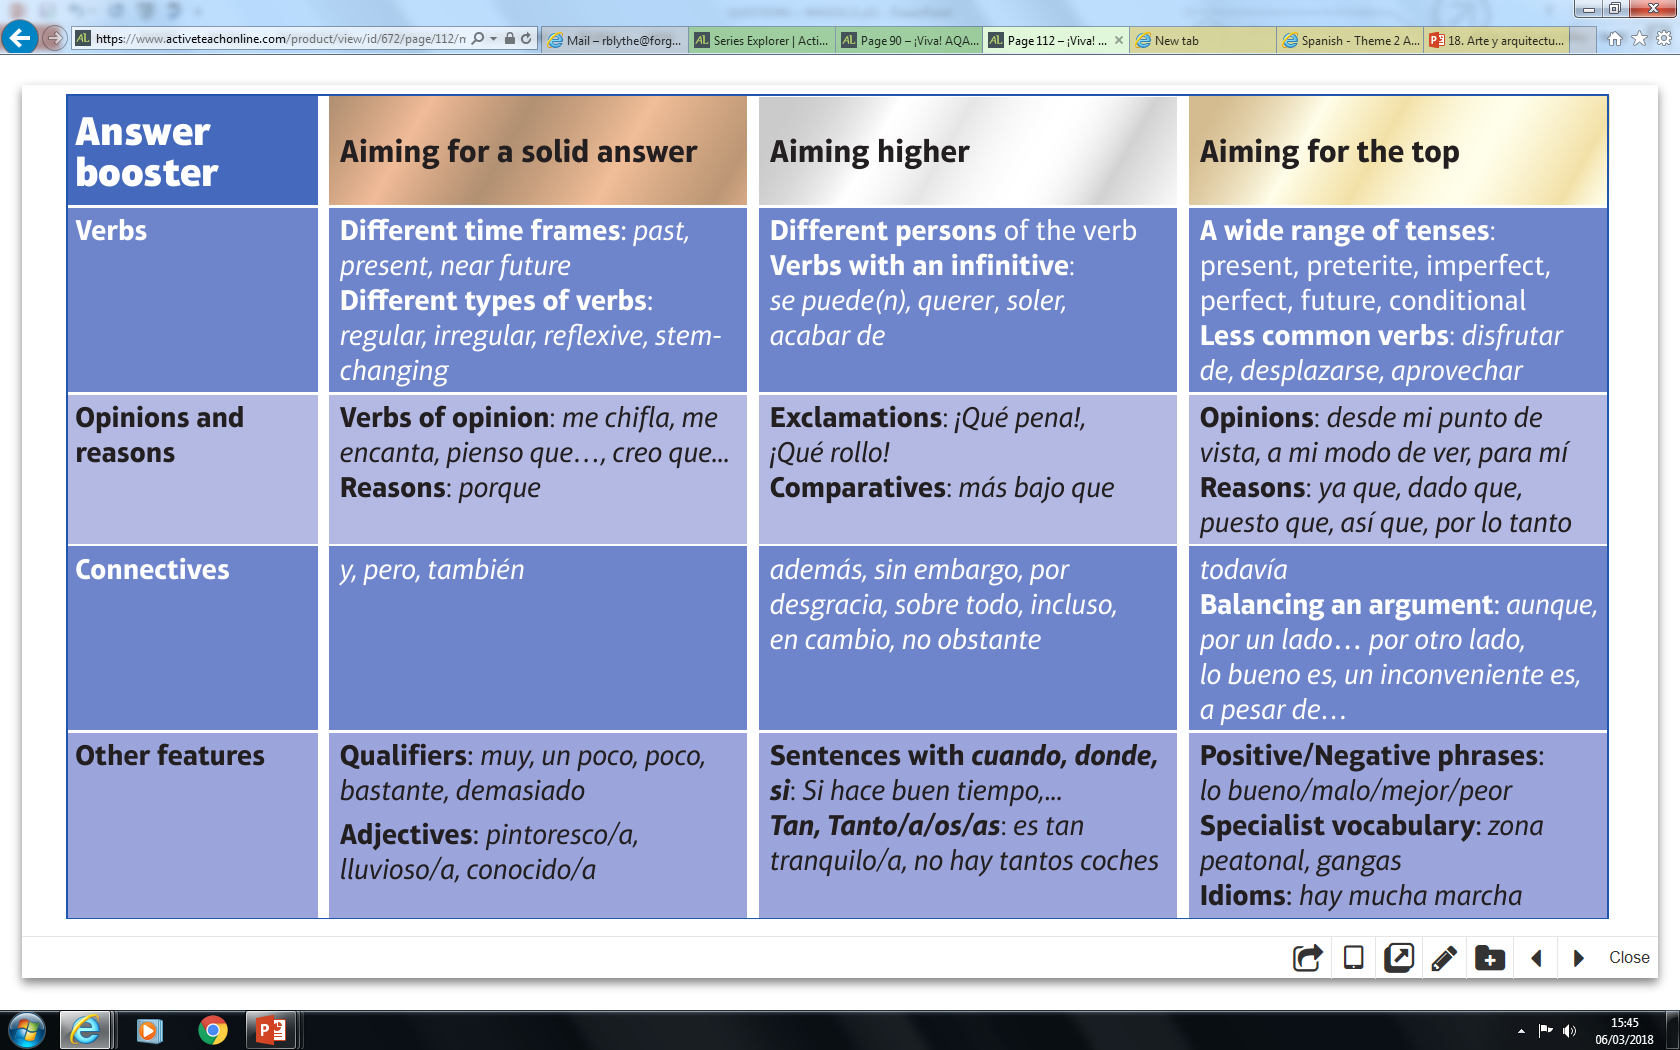 https://www.activeteachonline.com/product/view/id/672/page/112/n
Mail – rblythe@forg...
Series Explorer | Acti...
Page 90 – ¡Viva! AQA...
Page 112 – ¡Viva! ...
New tab
Spanish - Theme 2 A...
18. Arte y arquitectu...
Answer booster
Aiming for a solid answer
Aiming higher
Aiming for the top
Verbs
Different time frames: past,
present, near future
Different types of verbs:
regular, irregular, reflexive, stem-
changing
Different persons of the verb
Verbs with an infinitive:
se puede(n), querer, soler,
acabar de
A wide range of tenses:
present, preterite, imperfect,
perfect, future, conditional
Less common verbs: disfrutar
de, desplazarse, aprovechar
Opinions and
reasons
Verbs of opinion: me chifla, me
encanta, pienso que…, creo que...
Reasons: porque
Exclamations: ¡Qué pena!,
¡Qué rollo!
Comparatives: más bajo que
Opinions: desde mi punto de
vista, a mi modo de ver, para mí
Reasons: ya que, dado que,
puesto que, así que, por lo tanto
Connectives
y, pero, también
además, sin embargo, por
desgracia, sobre todo, incluso,
en cambio, no obstante
todavía
Balancing an argument: aunque,
por un lado… por otro lado,
lo bueno es, un inconveniente es,
a pesar de…
Other features
Qualifiers: muy, un poco, poco,
bastante, demasiado
Adjectives: pintoresco/a,
lluvioso/a, conocido/a
Sentences with cuando, donde,
si: Si hace buen tiempo,...
Tan, Tanto/a/os/as: es tan
tranquilo/a, no hay tantos coches
Positive/Negative phrases:
lo bueno/malo/mejor/peor
Specialist vocabulary: zona
peatonal, gangas
Idioms: hay mucha marcha
Close
15:45
06/03/2018